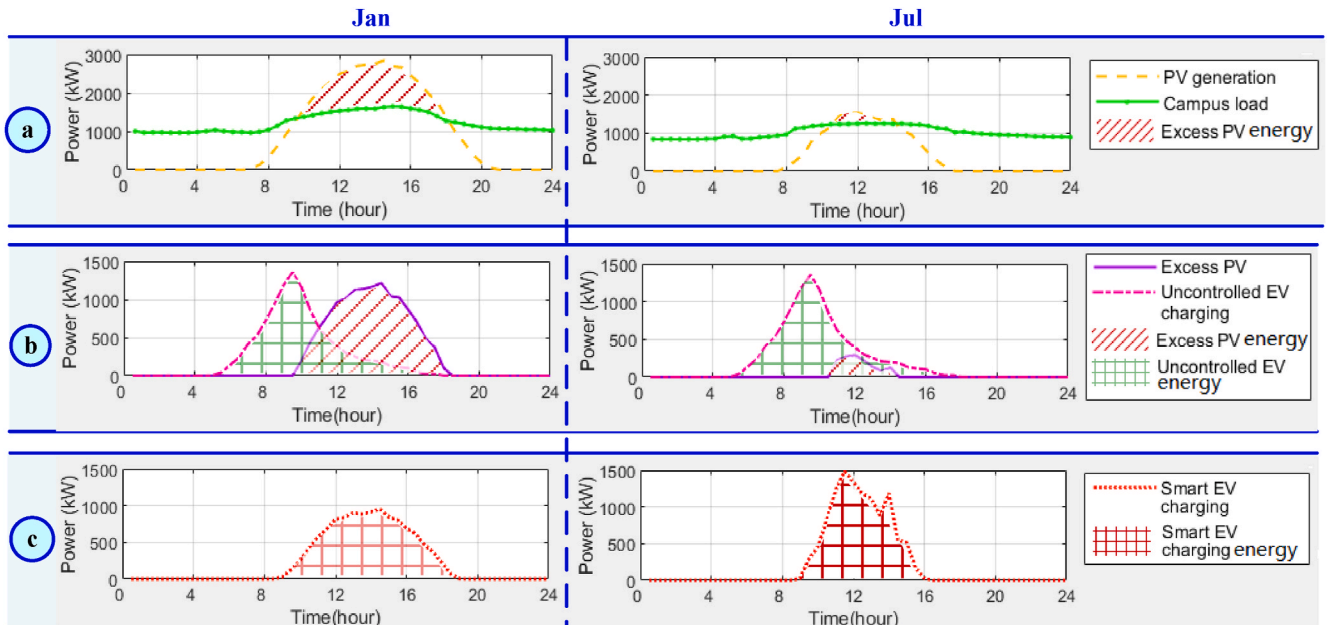 Jan
Jul
a
3000
2000
1000
0
Power (kW)
0 4 8 12 16 20 24
Time (hour)
3000
2000
1000
0
Power (kW)
0 4 8 12 16 20 24
Time (hour)
PV generation
Campus load
Excess PV energy
b
1500
1000
500
0
Power (kW)
0 4 8 12 16 20 24
Time(hour)
1500
1000
500
0
Power (kW)
0 4 8 12 16 20 24
Time(hour)
Excess PV
Uncontrolled EV
charging
Excess PV energy
Uncontrolled EV
energy
c
1500
1000
500
0
Power (kW)
0 4 8 12 16 20 24
Time(hour)
1500
1000
500
0
Power (kW)
0 4 8 12 16 20 24
Time(hour)
Smart EV
charging
Smart EV
charging energy